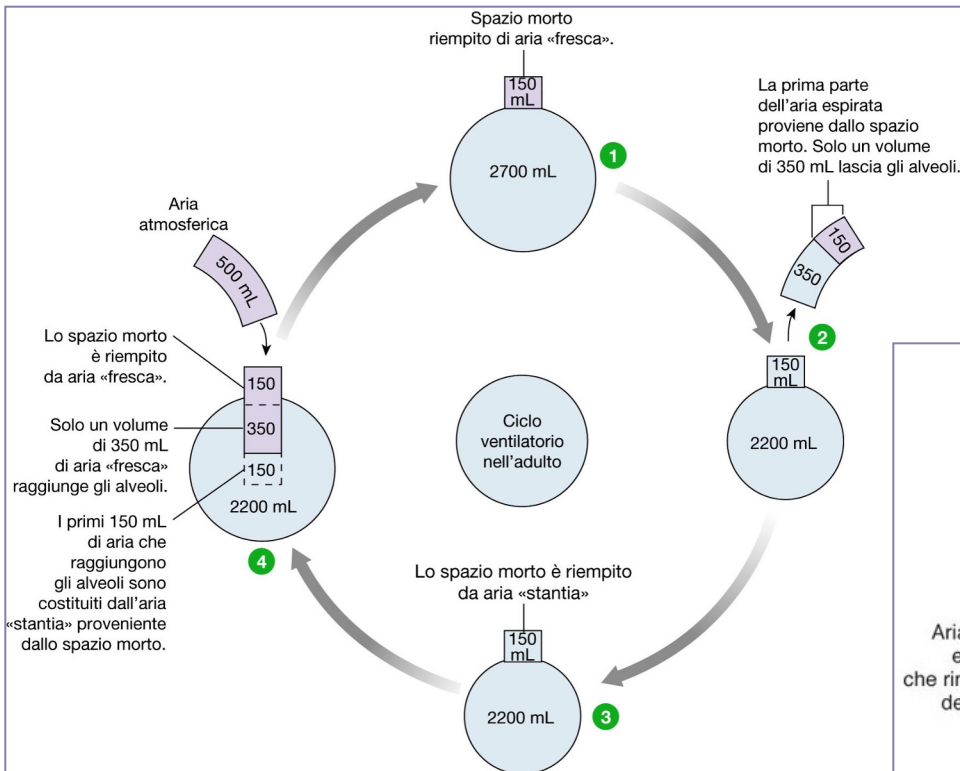 Spazio morto
riempito di aria «fresca».
150
mL
2700 mL
1
La prima parte
dell'aria espirata
proviene dallo spazio
morto. Solo un volume
di 350 mL lascia gli alveoli.
150
350
2
150
mL
2200 mL
Aria
atmosferica
500 mL
Lo spazio morto
è riempito
da aria «fresca».
150
Solo un volume
di 350 mL
di aria «fresca»
raggiunge gli alveoli.
350
150
2200 mL
I primi 150 mL
di aria che
raggiungono
gli alveoli sono
costituiti dall'aria
«stantia» proveniente
dallo spazio morto.
4
Ciclo
ventilatorio
nell'adulto
Lo spazio morto è riempito
da aria «stantia»
150
mL
2200 mL
3
Aria
e
che rin
de